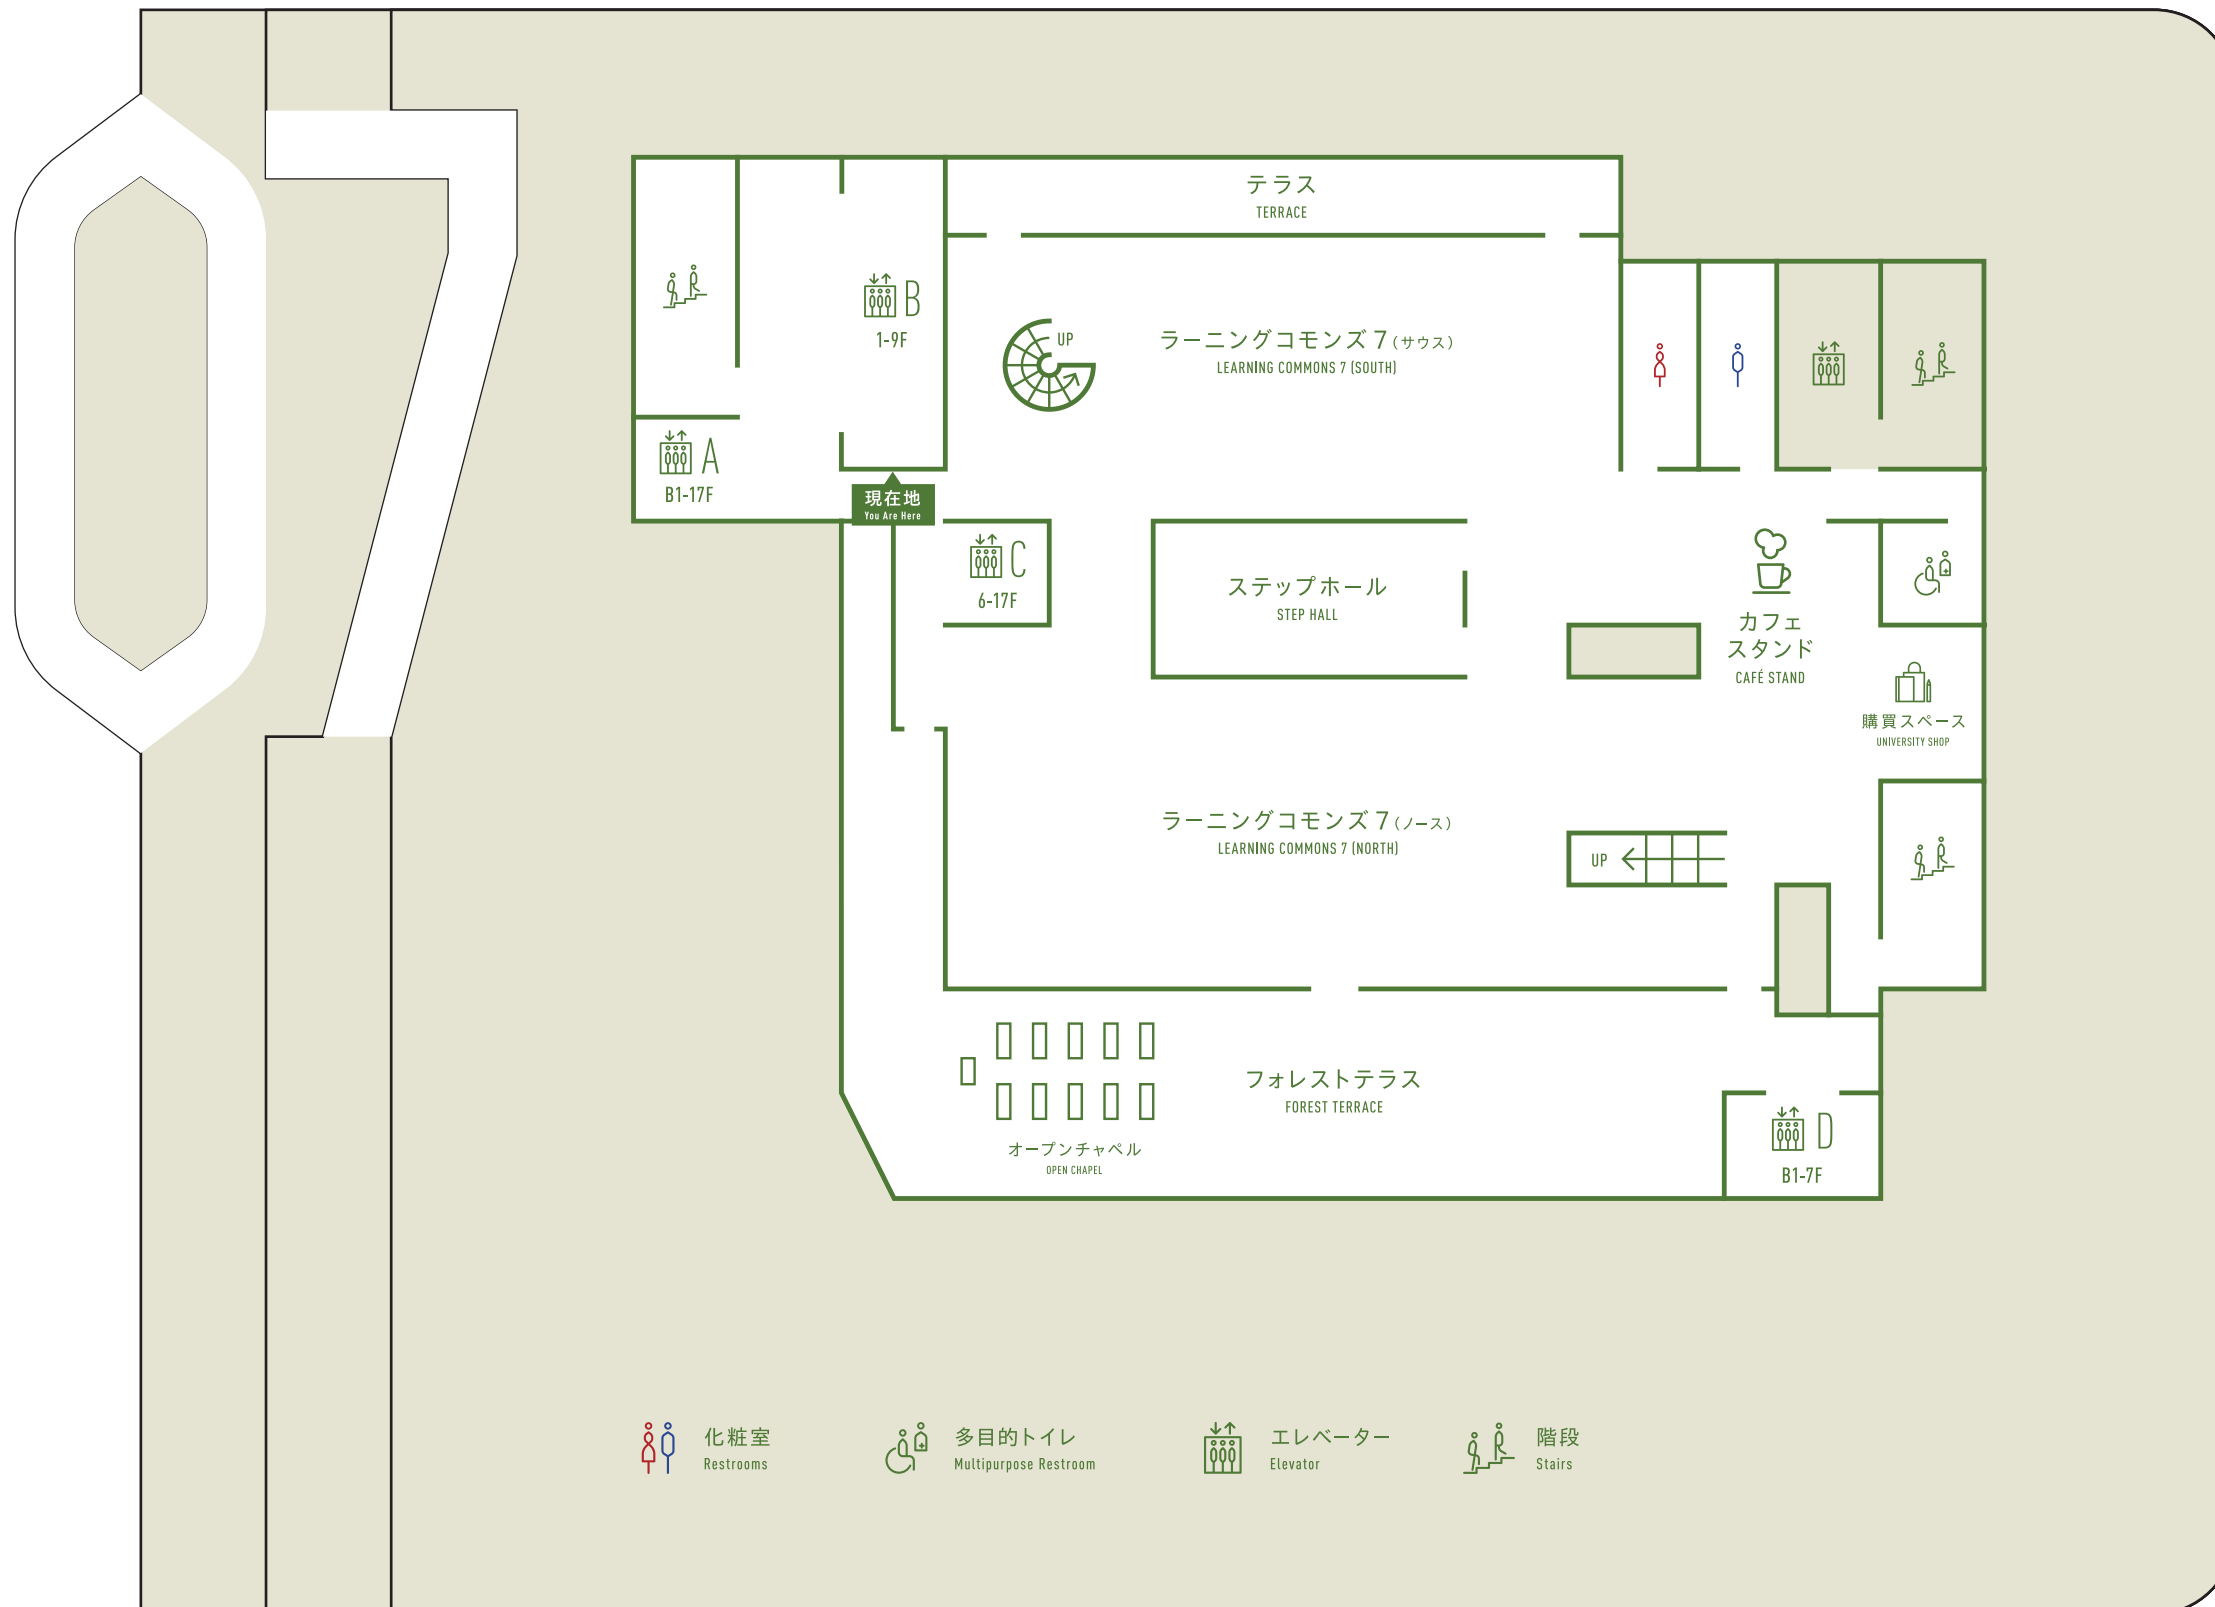 07
テラス
TERRACE
B
1-9F
UP
ラーニングコモンズ7(サウス)
LEARNING COMMONS 7 (SOUTH)
A
B1-17F
現在地
You Are Here
C
6-17F
ステップホール
STEP HALL
カフェ
スタンド
CAFÉ STAND
購買スペース
UNIVERSITY SHOP
ラーニングコモンズ7(ノース)
LEARNING COMMONS 7 (NORTH)
UP
フォレストテラス
FOREST TERRACE
オープンチャペル
OPEN CHAPEL
D
B1-7F
化粧室
Restrooms
多目的トイレ
Multipurpose Restroom
エレベーター
Elevator
階段
Stairs